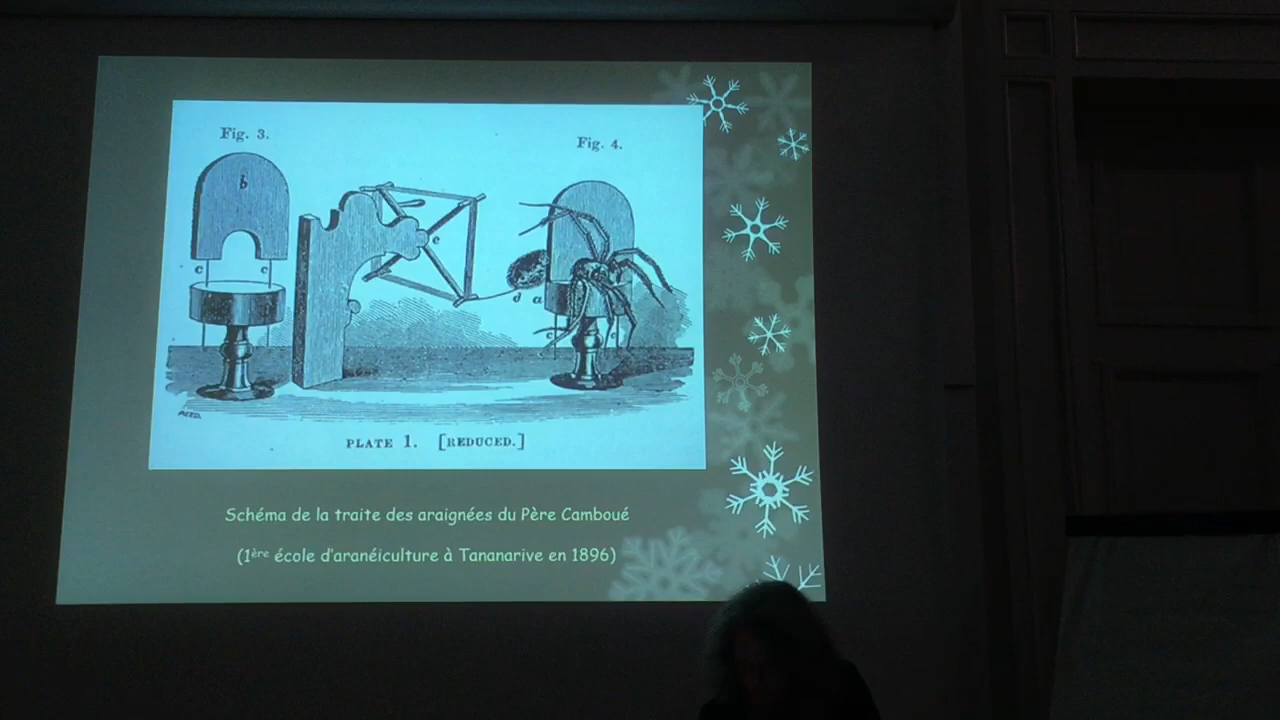 Fig. 3.
Fig. 4.
b
e
c c
d a
c c
PLATE 1. [REDUCED.]
Schéma de la traite des araignées du Père Camboué
(1ère école d'aranéiculture à Tananarive en 1896)